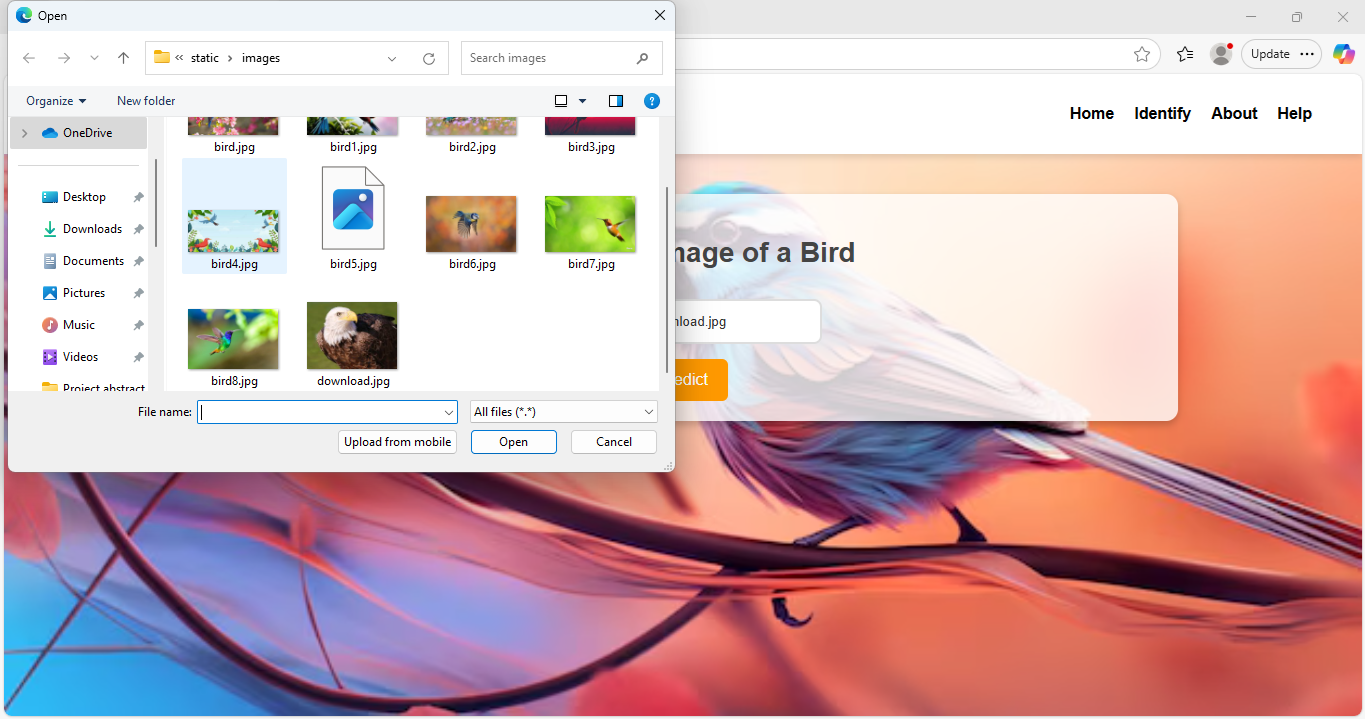 Open
static
images
Search images
Update
Organize
New folder
Home
Identify
About
Help
OneDrive
bird.jpg
bird1.jpg
bird2.jpg
bird3.jpg
Desktop
Downloads
Documents
Pictures
Music
Videos
Project abstract
bird4.jpg
bird5.jpg
bird6.jpg
bird7.jpg
bird8.jpg
download.jpg
nage of a Bird
nload.jpg
edict
File name:
All files (*.*)
Upload from mobile
Open
Cancel